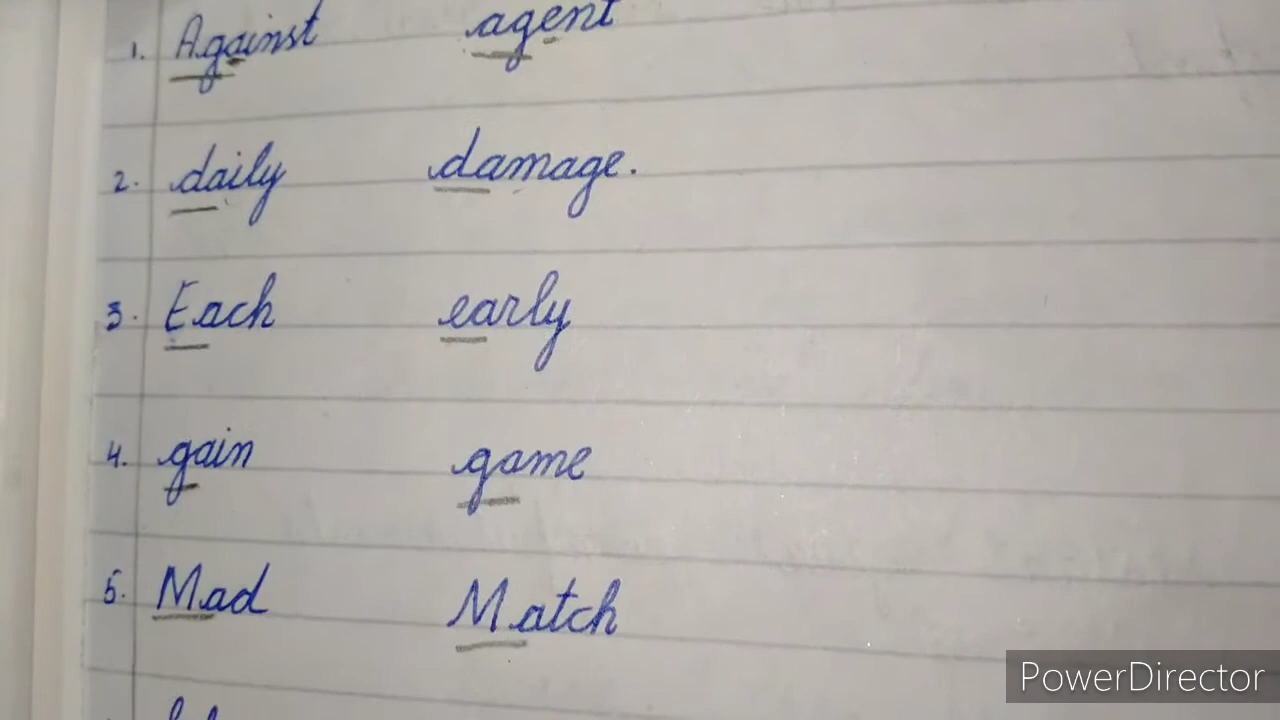 1. Against agent
2. daily damage.
3. Each early
4. gain game
5. Mad Match
PowerDirector